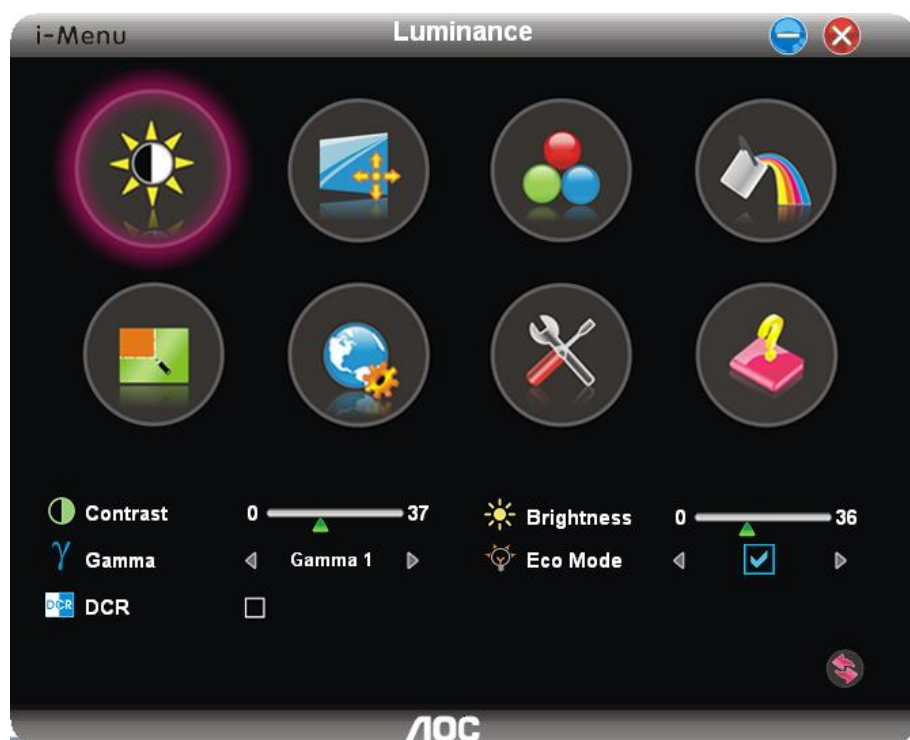 i-Menu Luminance
Contrast 0 37 Brightness 0 36
γ Gamma Gamma 1 Eco Mode
DCR DCR
AOC